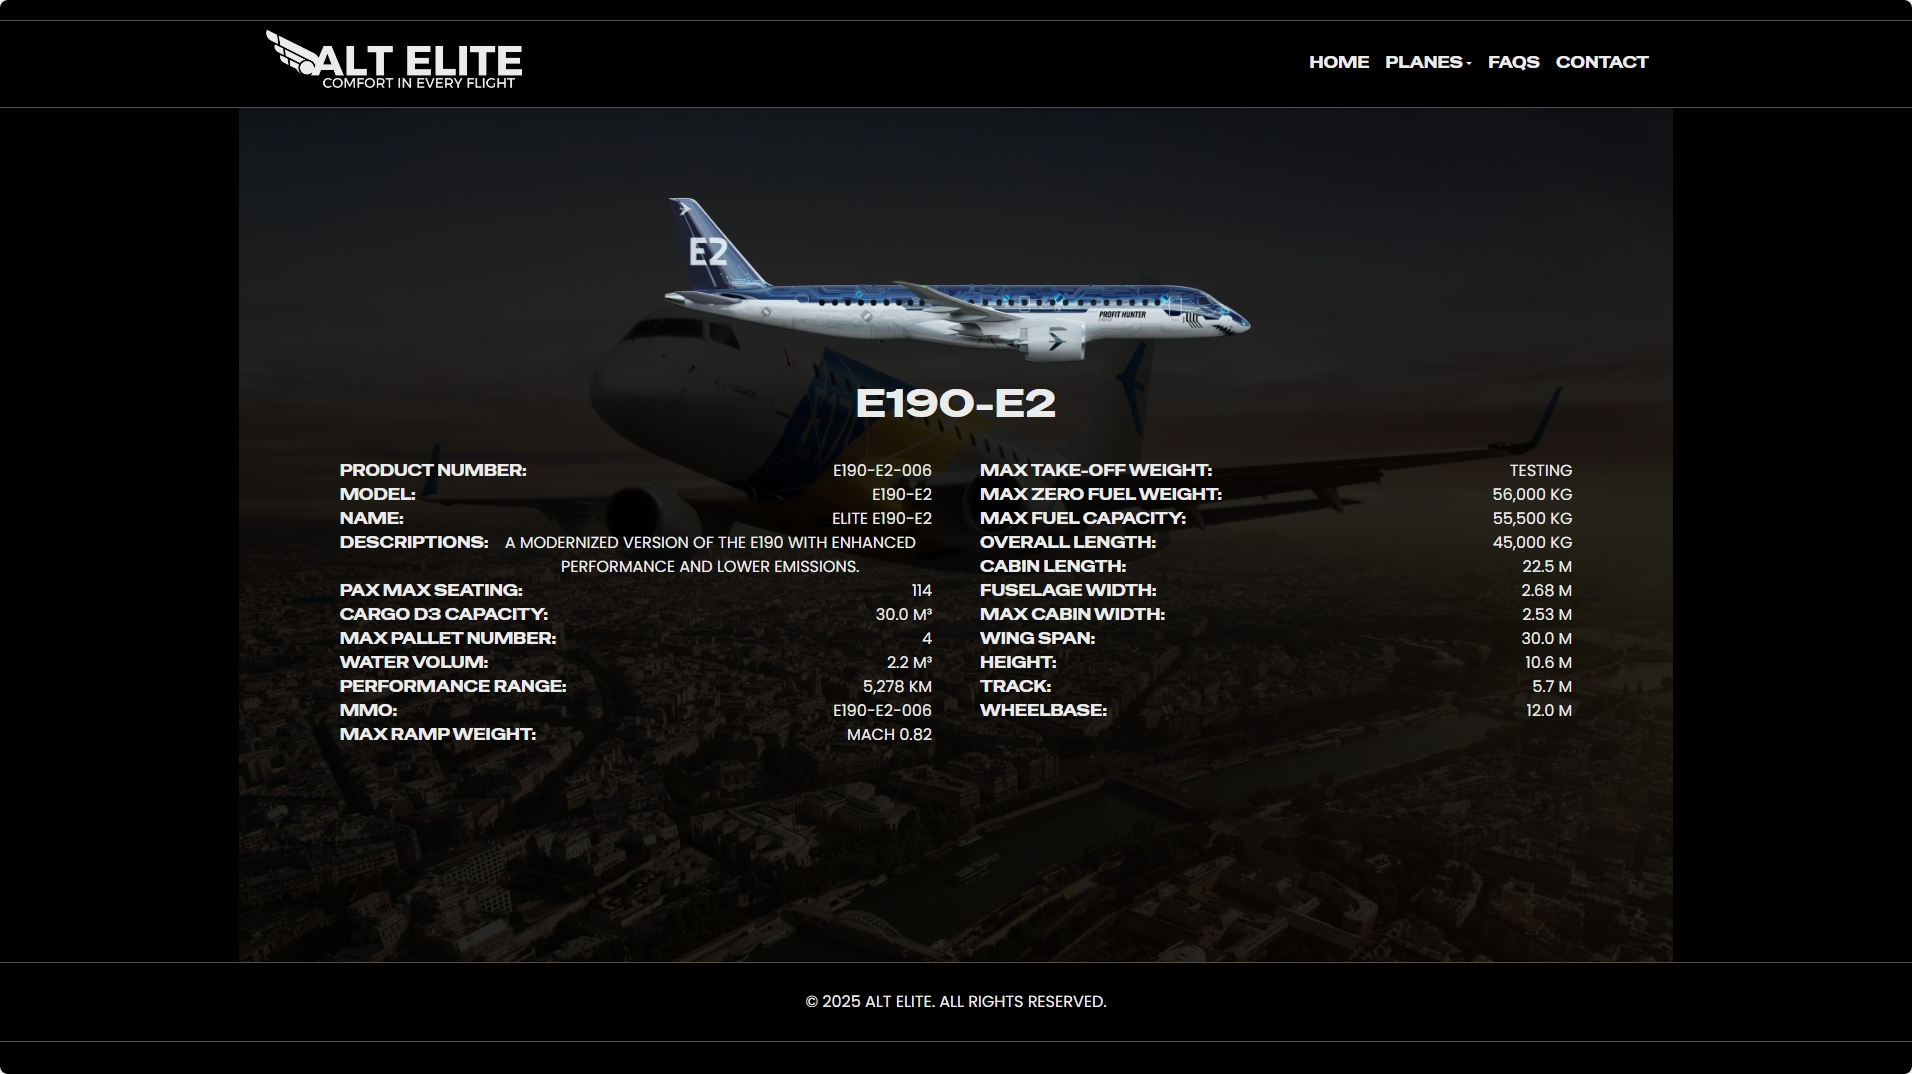 ALT ELITE
COMFORT IN EVERY FLIGHT
HOME PLANES FAQS CONTACT
E2
PROFIT HUNTER
E190-E2
PRODUCT NUMBER: E190-E2-006
MODEL: E190-E2
NAME: ELITE E190-E2
DESCRIPTIONS: A MODERNIZED VERSION OF THE E190 WITH ENHANCED
PERFORMANCE AND LOWER EMISSIONS.
PAX MAX SEATING: 114
CARGO D3 CAPACITY: 30.0 M³
MAX PALLET NUMBER: 4
WATER VOLUM: 2.2 M³
PERFORMANCE RANGE: 5,278 KM
MMO: E190-E2-006
MAX RAMP WEIGHT: MACH 0.82
MAX TAKE-OFF WEIGHT: TESTING
MAX ZERO FUEL WEIGHT: 56,000 KG
MAX FUEL CAPACITY: 55,500 KG
OVERALL LENGTH: 45,000 KG
CABIN LENGTH: 22.5 M
FUSELAGE WIDTH: 2.68 M
MAX CABIN WIDTH: 2.53 M
WING SPAN: 30.0 M
HEIGHT: 10.6 M
TRACK: 5.7 M
WHEELBASE: 12.0 M
© 2025 ALT ELITE. ALL RIGHTS RESERVED.